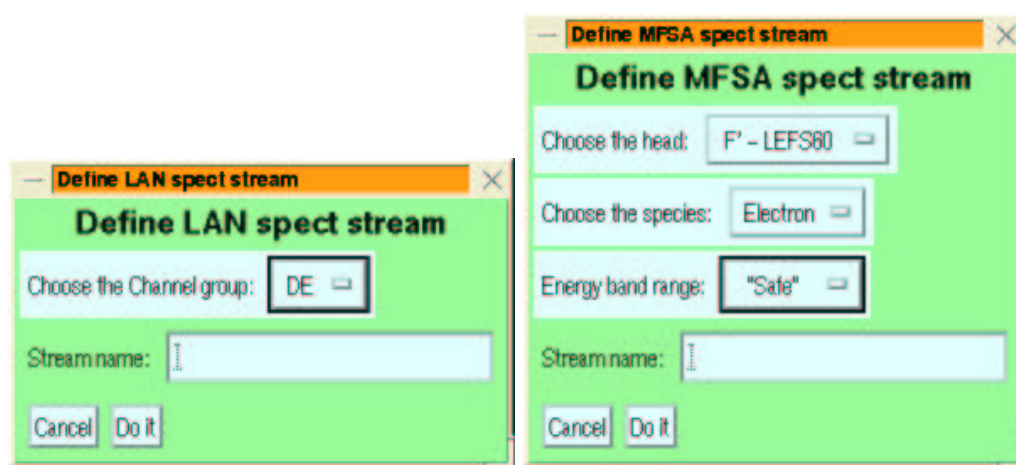 Define LAN spect stream
Define LAN spect stream
Choose the Channel group: DE
Stream name:
Cancel Do it
Define MFSA spect stream
Define MFSA spect stream
Choose the head: F' – LEFS60
Choose the species: Electron
Energy band range: "Safe"
Stream name:
Cancel Do it